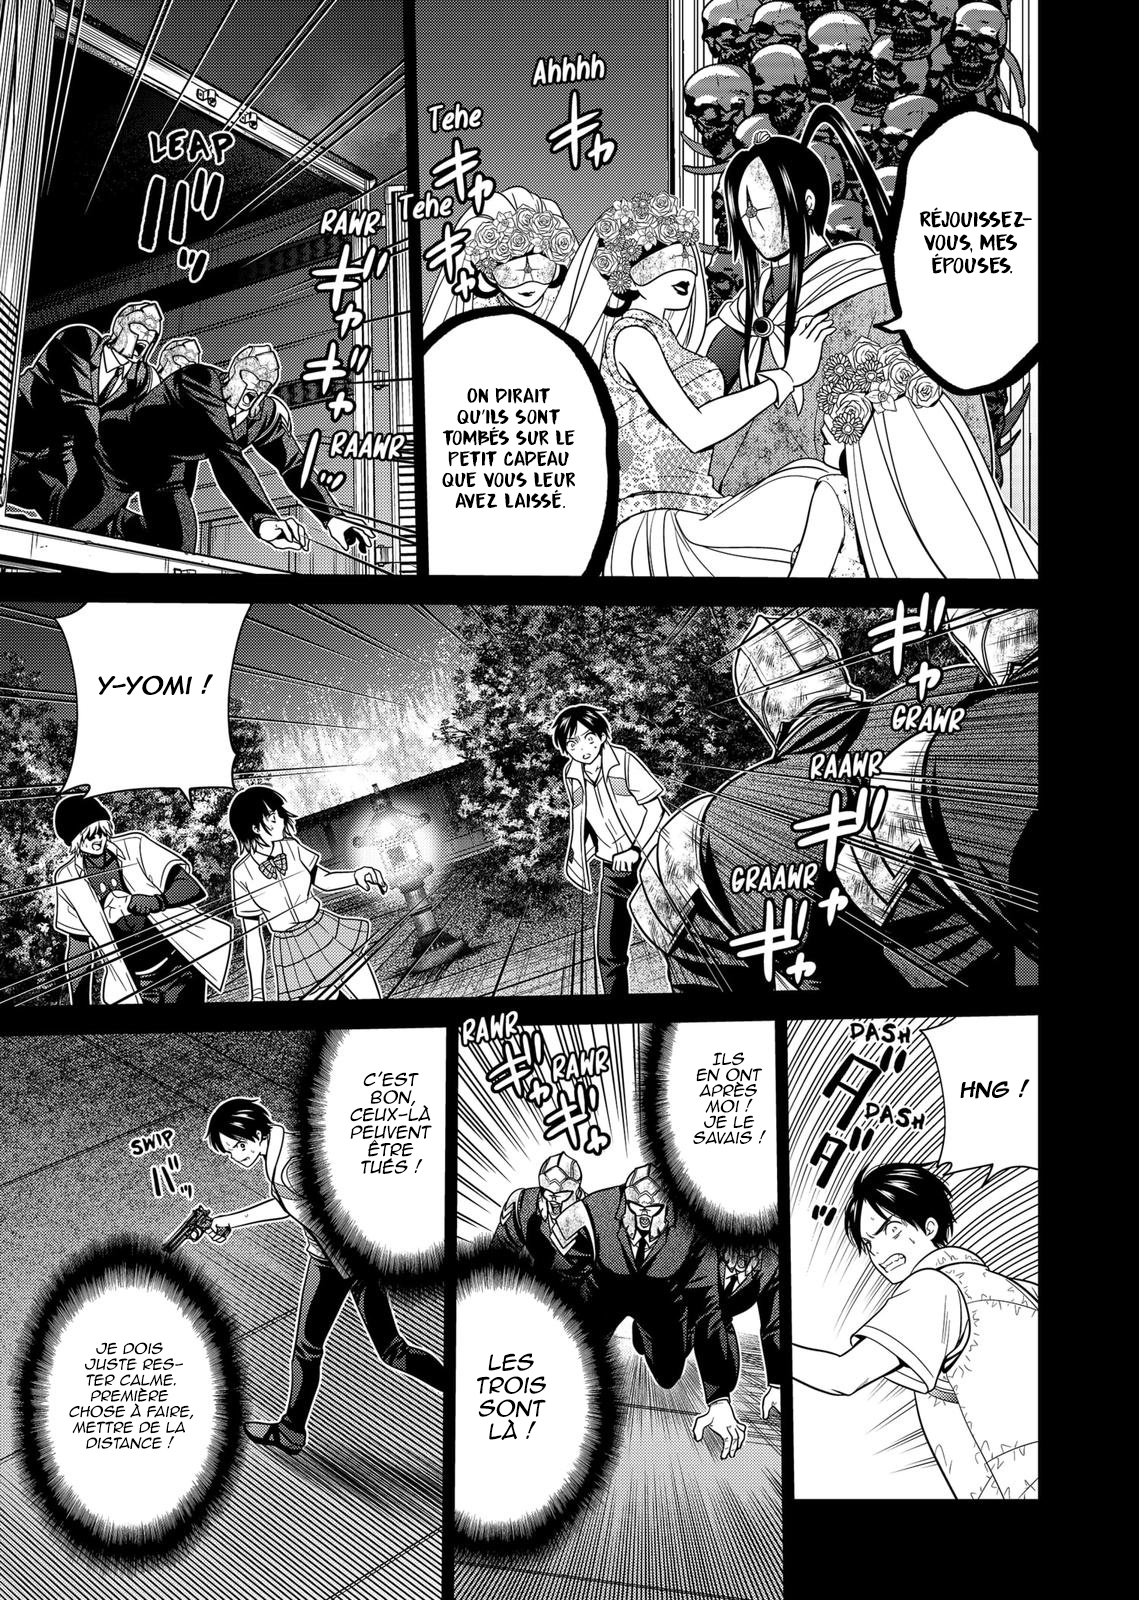 Ahhhh
キャ
RÉJOUISSEZ-
VOUS, MES
ÉPOUSES.
Tehe
キャ
Tehe
キャ
ON DIRAIT
QU'ILS SONT
TOMBÉS SUR LE
PETIT CADEAU
QUE VOUS LEUR
AVEZ LAISSÉ.
LEAP
バッ
RAWR
ギャギャーッ
RAAWR
ギャ
GRAWR
RAAWR
ギャ
GRAAWR
ギャ
Y-YOMI !
DASH
ダダ
DASH
HNG !
ILS
EN ONT
APRÈS
MOI !
JE LE
SAVAIS !
RAWR
ギャ
RAWR
ギャ
LES
TROIS
SONT
LÀ !
C'EST
BON,
CEUX-LÀ
PEUVENT
ÊTRE
TUÉS !
SWIP
バッ
JE DOIS
JUSTE RES-
TER CALME.
PREMIÈRE
CHOSE À FAIRE,
METTRE DE LA
DISTANCE !